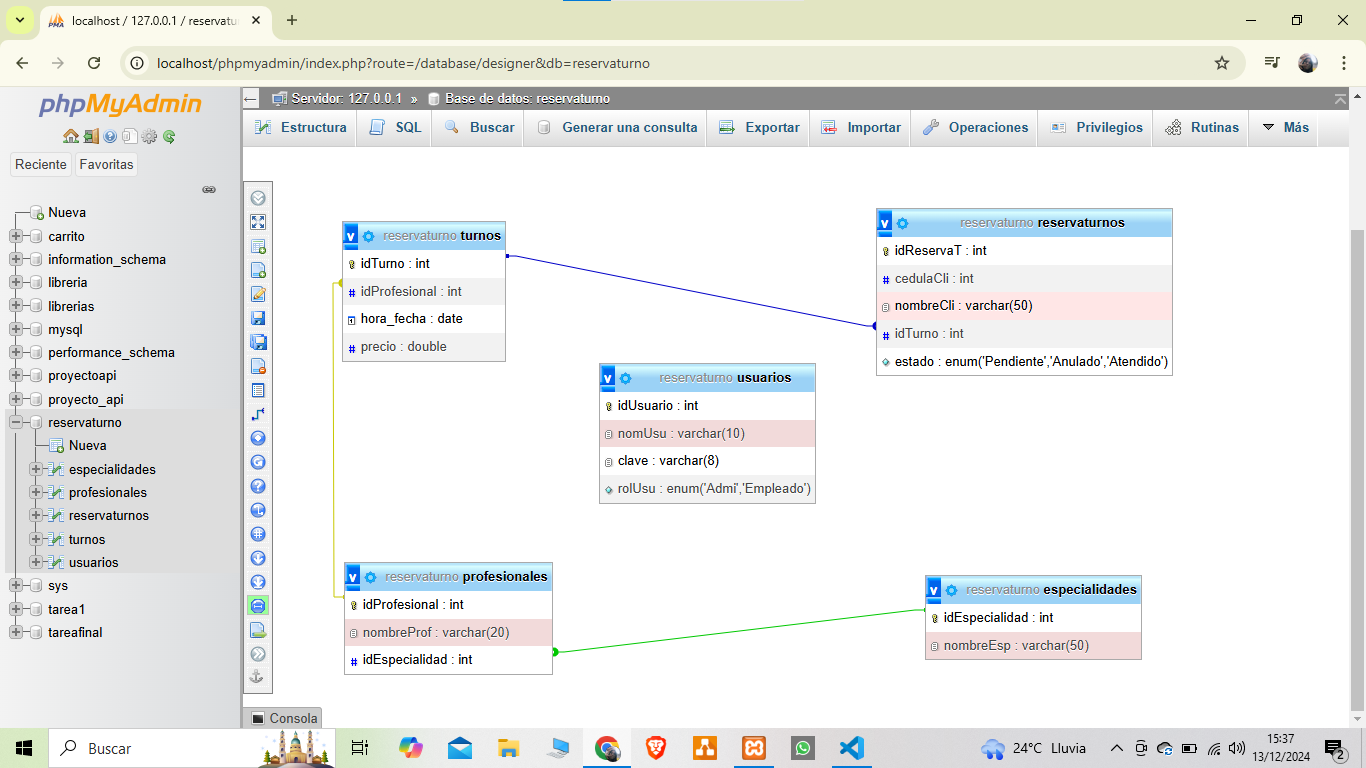 localhost / 127.0.0.1 / reservatu
localhost/phpmyadmin/index.php?route=/database/designer&db=reservaturno
phpMyAdmin
Reciente
Favoritas
Nueva
carrito
information_schema
libreria
librerias
mysql
performance_schema
proyectoapi
proyecto_api
reservaturno
Nueva
especialidades
profesionales
reservaturnos
turnos
usuarios
sys
tarea1
tareafinal
Servidor: 127.0.0.1 » Base de datos: reservaturno
Estructura
SQL
Buscar
Generar una consulta
Exportar
Importar
Operaciones
Privilegios
Rutinas
Más
v reservaturno turnos
idTurno : int
# idProfesional : int
hora_fecha : date
# precio : double
v reservaturno reservaturnos
idReservaT : int
# cedulaCli : int
nombreCli : varchar(50)
# idTurno : int
estado : enum('Pendiente','Anulado','Atendido')
v reservaturno usuarios
idUsuario : int
nomUsu : varchar(10)
clave : varchar(8)
rolUsu : enum('Admi','Empleado')
v reservaturno profesionales
idProfesional : int
nombreProf : varchar(20)
# idEspecialidad : int
v reservaturno especialidades
idEspecialidad : int
nombreEsp : varchar(50)
Consola
Buscar
24°C Lluvia
15:37
13/12/2024
2